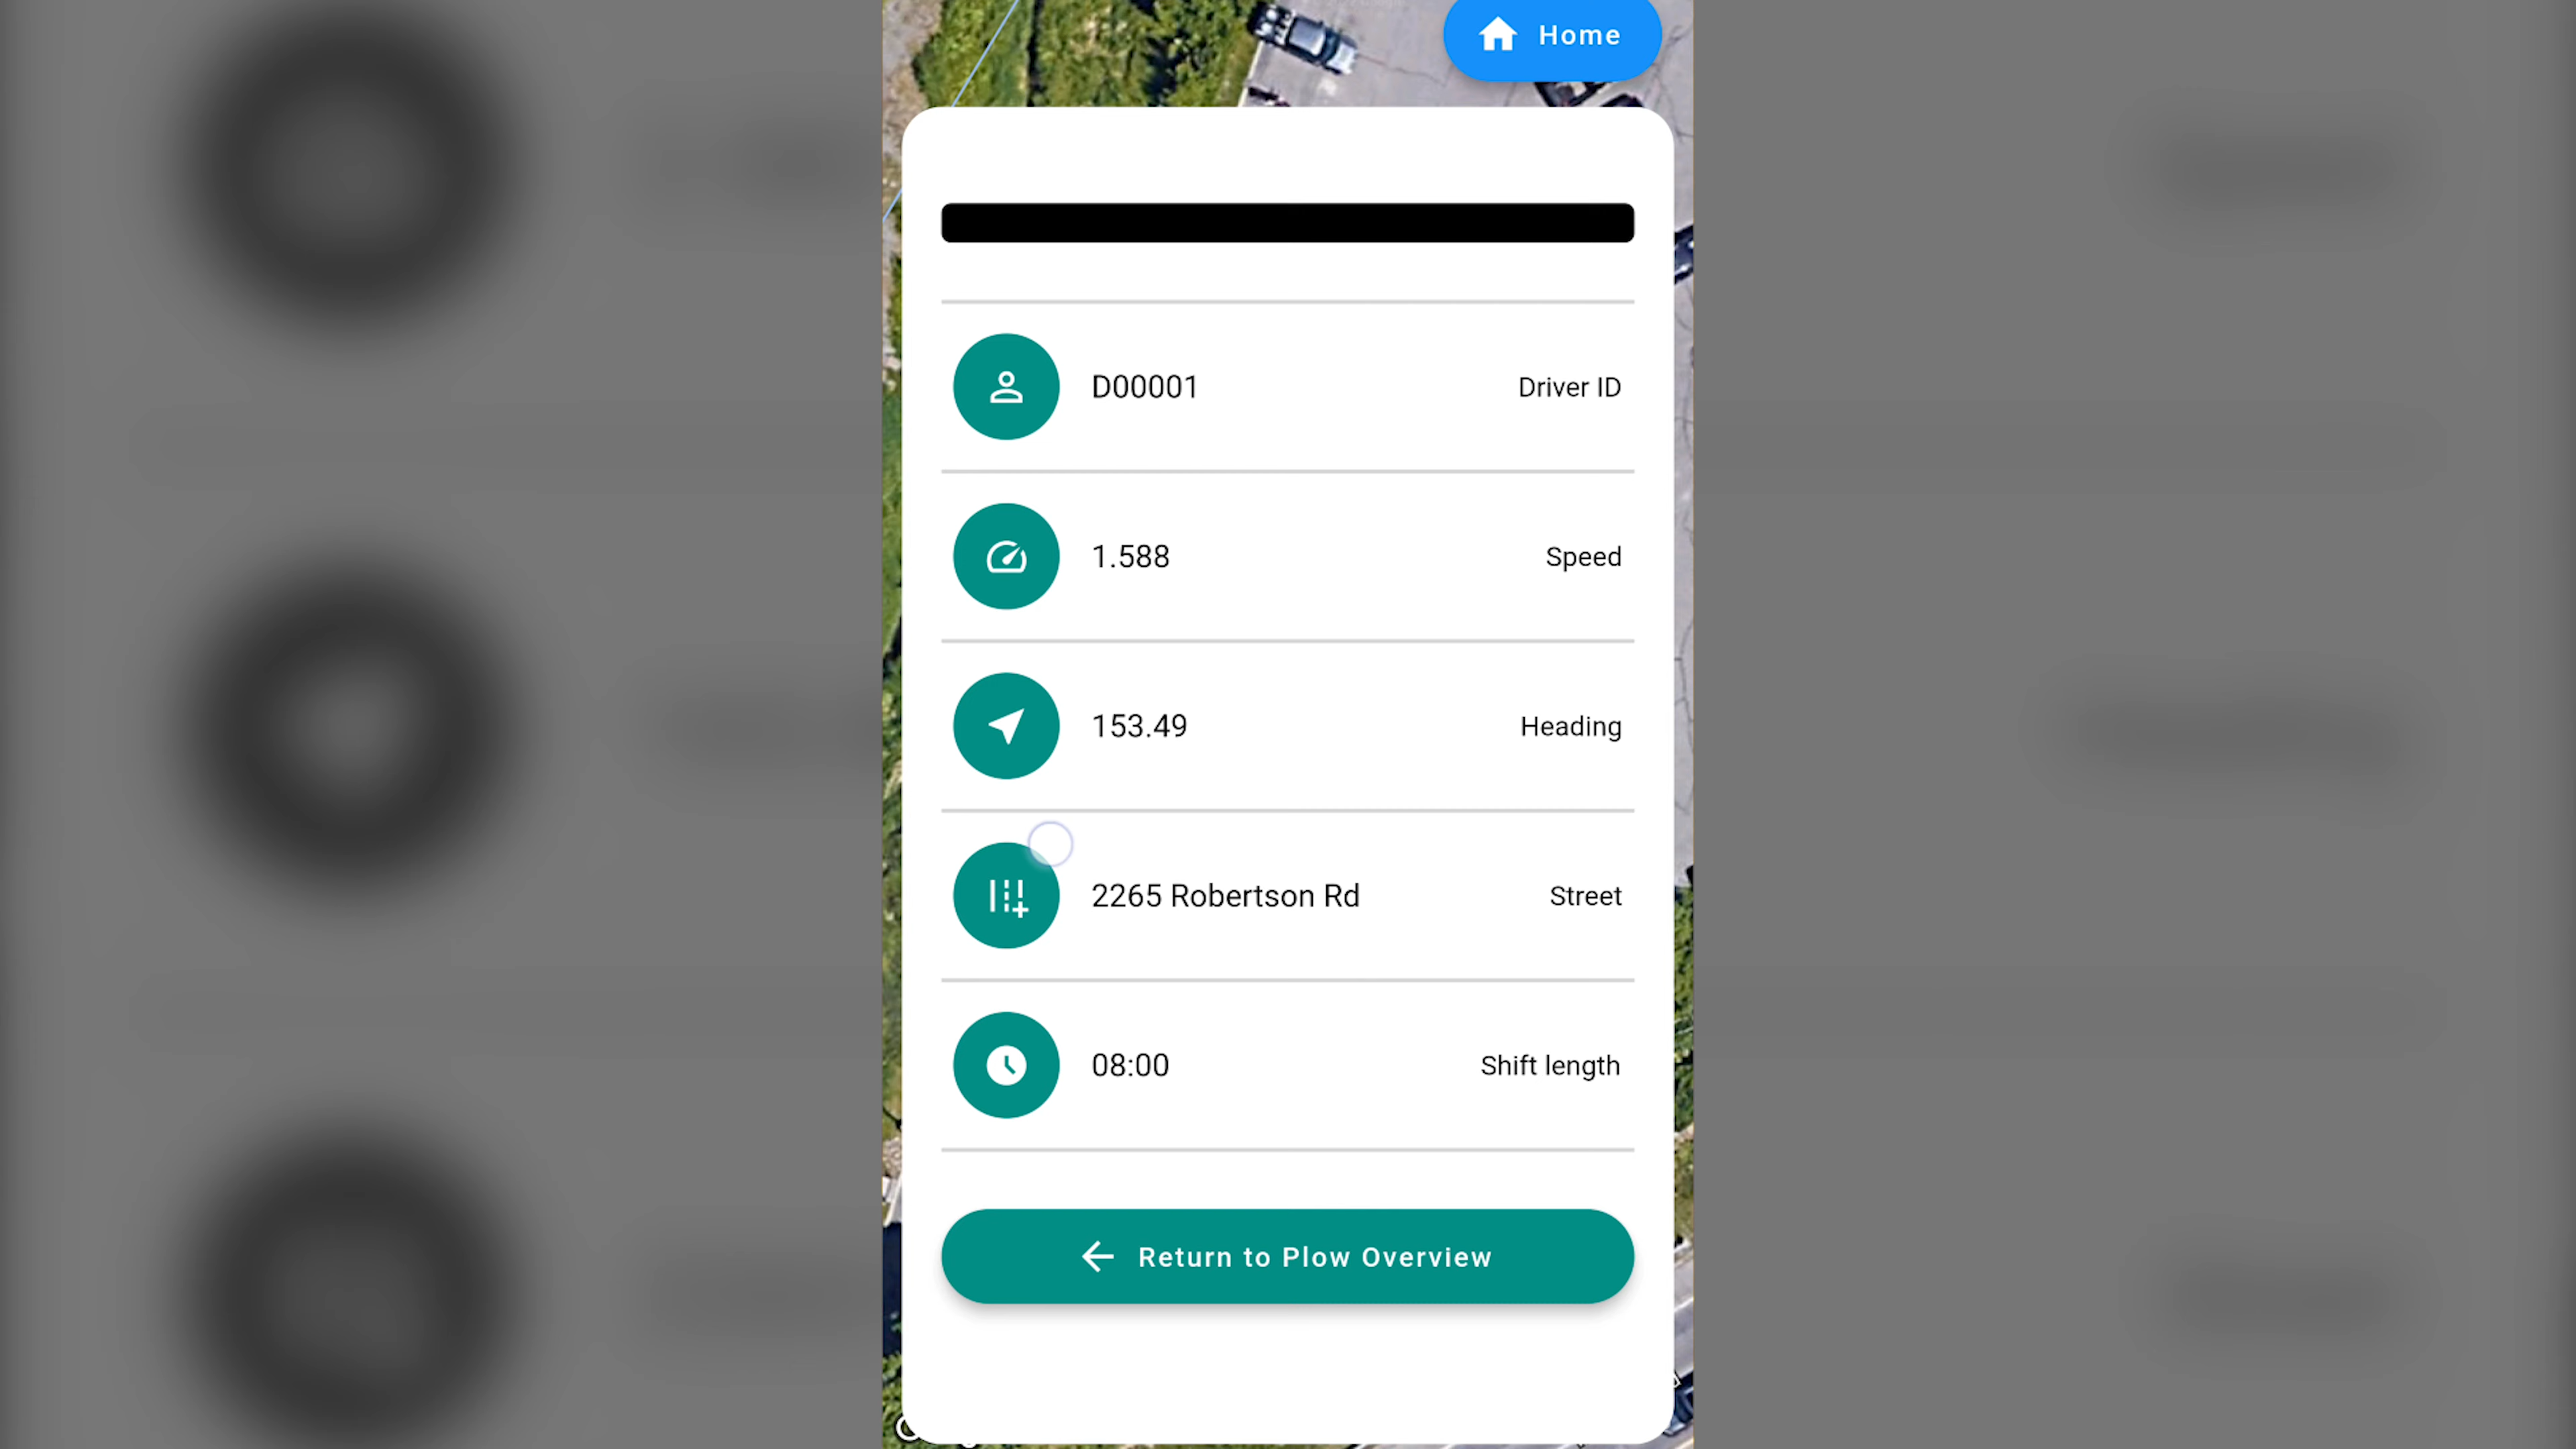 Home
D00001 Driver ID
1.588 Speed
153.49 Heading
2265 Robertson Rd Street
08:00 Shift length
Return to Plow Overview